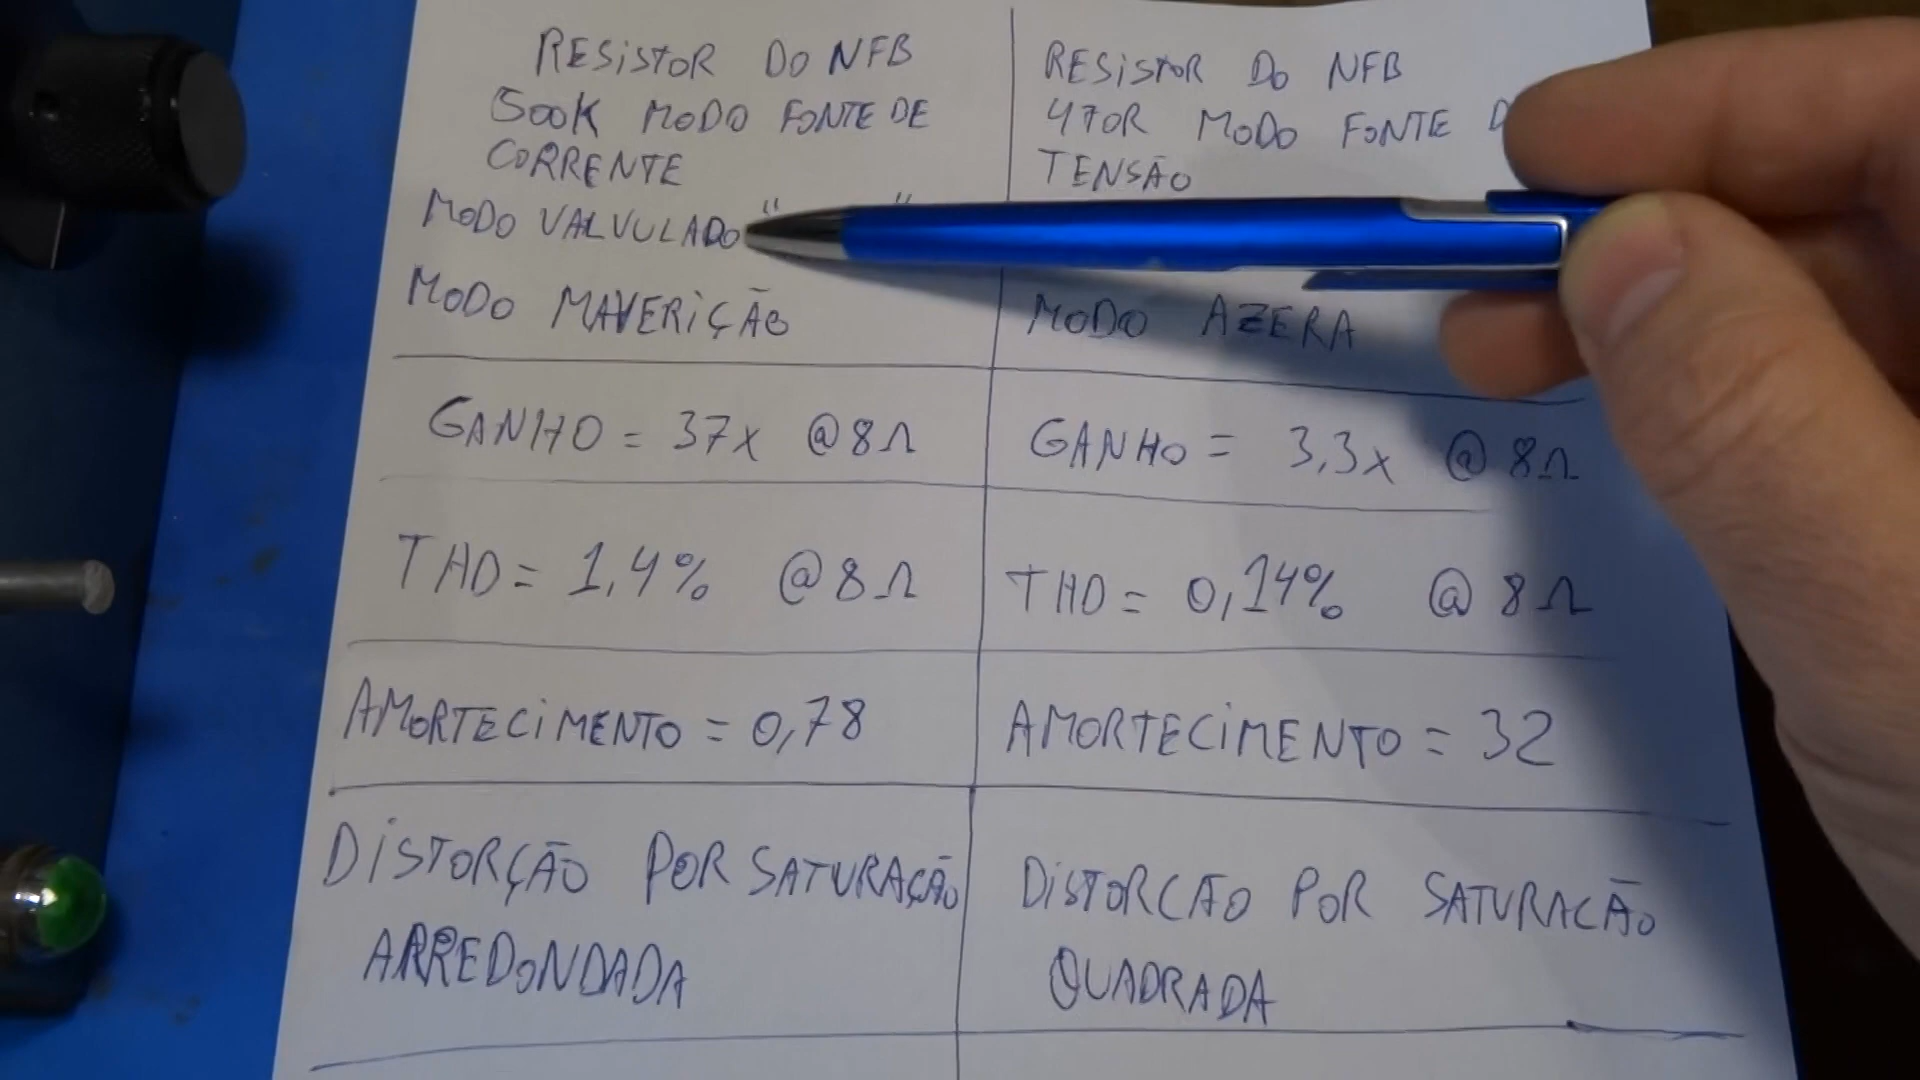 RESISTOR DO NFB
500K MODO FONTE DE
CORRENTE
MODO VALVULADO " "
MODO MAVERIÇÃO
GANHO = 37x @8Ω
THD = 1,4% @8Ω
AMORTECIMENTO = 0,78
DISTORÇÃO POR SATURAÇÃO
ARREDONDADA
RESISTOR DO NFB
470R MODO FONTE
TENSÃO
MODO AZERA
GANHO = 3,3x @ 8Ω
THD = 0,14% @ 8Ω
AMORTECIMENTO = 32
DISTORCÃO POR SATURACÃO
QUADRADA